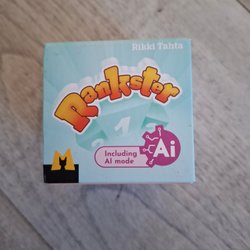 Rikki Tahta
Rankster
1
Including
AI mode
Ai